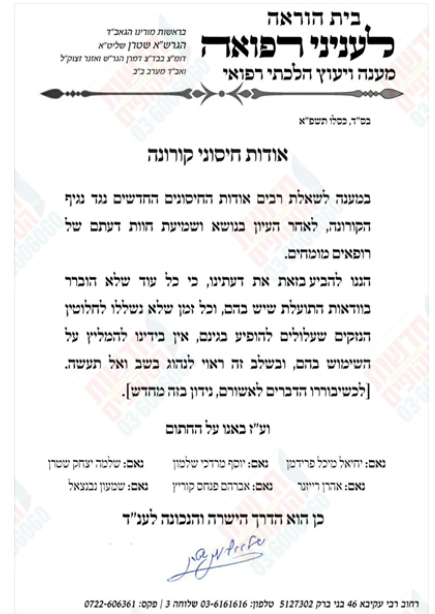 בית הוראה
לעניני רפואה
מענה ויעוץ הלכתי רפואי
בראשות מורינו הגאב"ד
הגרש"א שטרן שליט"א
דומ"צ בבד"צ דמרן הגר"ש ואזנר זצוק"ל
ואב"ד מערב ב"ב
בס"ד, כסלו תשפ"א
אודות חיסוני קורונה
במענה לשאלת רבים אודות החיסונים החדשים נגד נגיף
הקורונה, לאחר העיון בנושא ושמיעת חוות דעתם של
רופאים מומחים.
הננו להביע בזאת את דעתינו, כי כל עוד שלא הוברר
בוודאות התועלת שיש בהם, וכל זמן שלא נשללו לחלוטין
הנזקים שעלולים להופיע בגינם, אין בידינו להמליץ על
השימוש בהם, ובשלב זה ראוי לנהוג בשב ואל תעשה.
[לכשיבוררו הדברים לאשורם, נידון בזה מחדש].
וע"ז באנו על החתום
נאם: יחיאל מיכל פרידמן נאם: יוסף מרדכי שלמון נאם: שלמה יצחק שטרן
נאם: אהרן רייזנר נאם: אברהם פנחס קוריץ נאם: שמעון נבנצאל
כן הוא הדרך הישרה והנכונה לענ"ד
רחוב רבי עקיבא 46 בני ברק 5127302 טלפון: 03-6161616 שלוחה 3 | פקס: 0722-606361